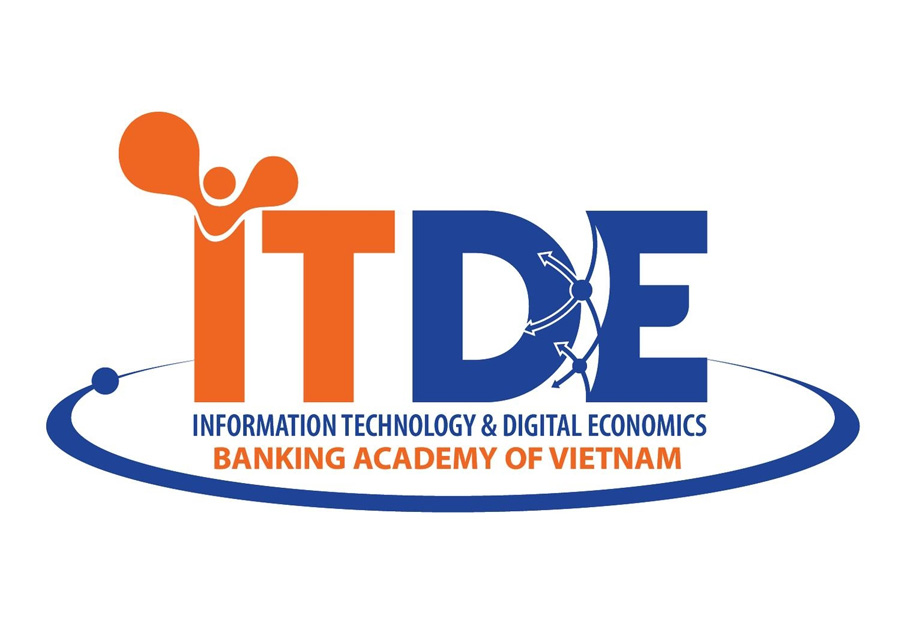 ITDE
INFORMATION TECHNOLOGY & DIGITAL ECONOMICS
BANKING ACADEMY OF VIETNAM